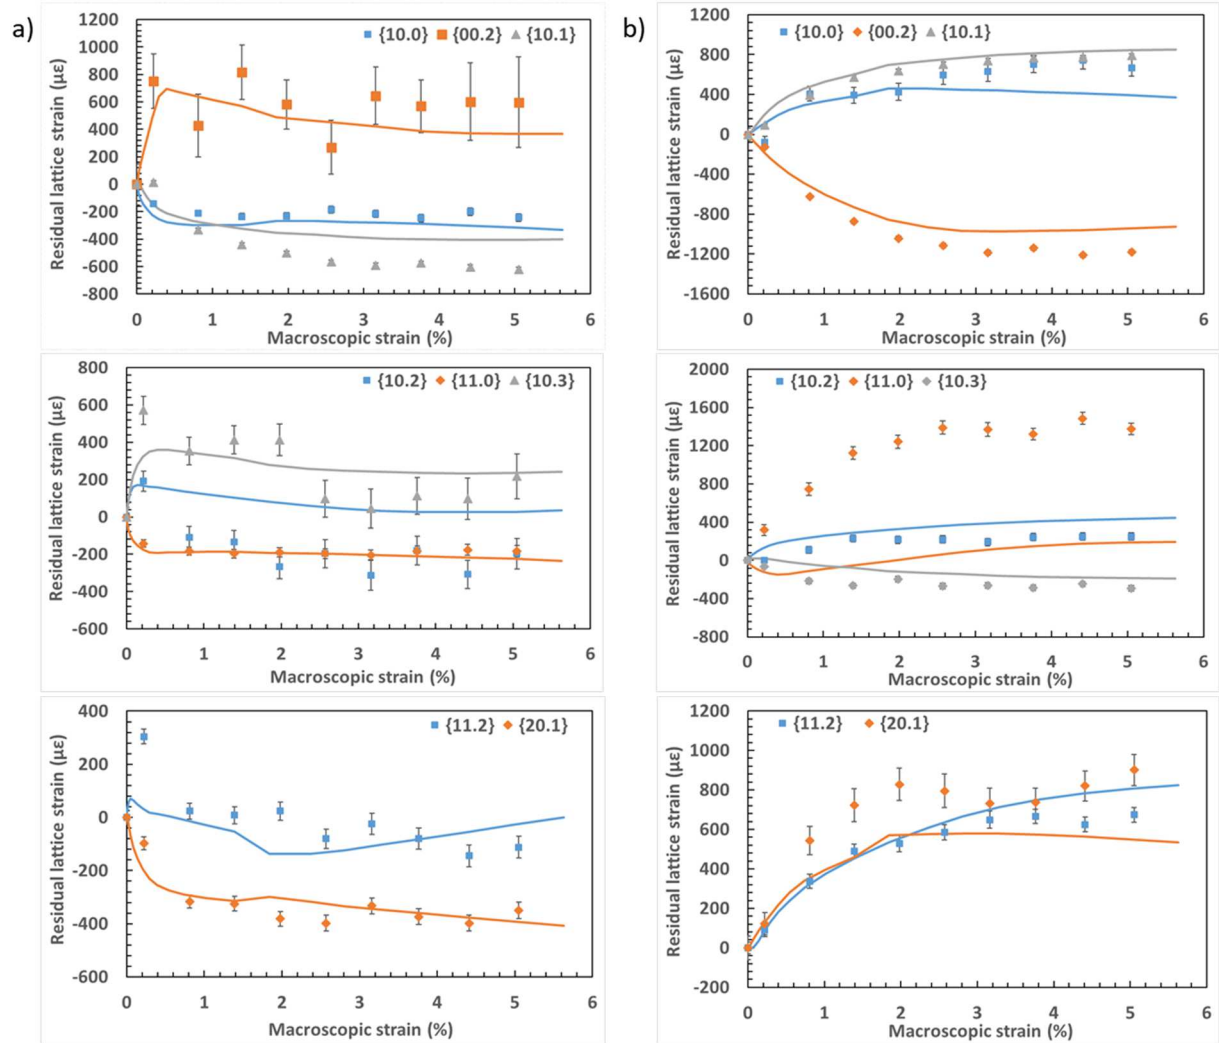 a)
{10.0} {00.2} {10.1}
Residual lattice strain (με)
1200
1000
800
600
400
200
0
-200
-400
-600
-800
0 1 2 3 4 5 6
Macroscopic strain (%)
{10.2} {11.0} {10.3}
Residual lattice strain (με)
800
600
400
200
0
-200
-400
-600
0 1 2 3 4 5 6
Macroscopic strain (%)
{11.2} {20.1}
Residual lattice strain (με)
400
200
0
-200
-400
-600
0 1 2 3 4 5 6
Macroscopic strain (%)
b)
{10.0} {00.2} {10.1}
Residual lattice strain (με)
1200
800
400
0
-400
-800
-1200
-1600
0 1 2 3 4 5 6
Macroscopic strain (%)
{10.2} {11.0} {10.3}
Residual lattice strain (με)
2000
1600
1200
800
400
0
-400
-800
0 1 2 3 4 5 6
Macroscopic strain (%)
{11.2} {20.1}
Residual lattice strain (με)
1200
1000
800
600
400
200
0
-200
0 1 2 3 4 5 6
Macroscopic strain (%)